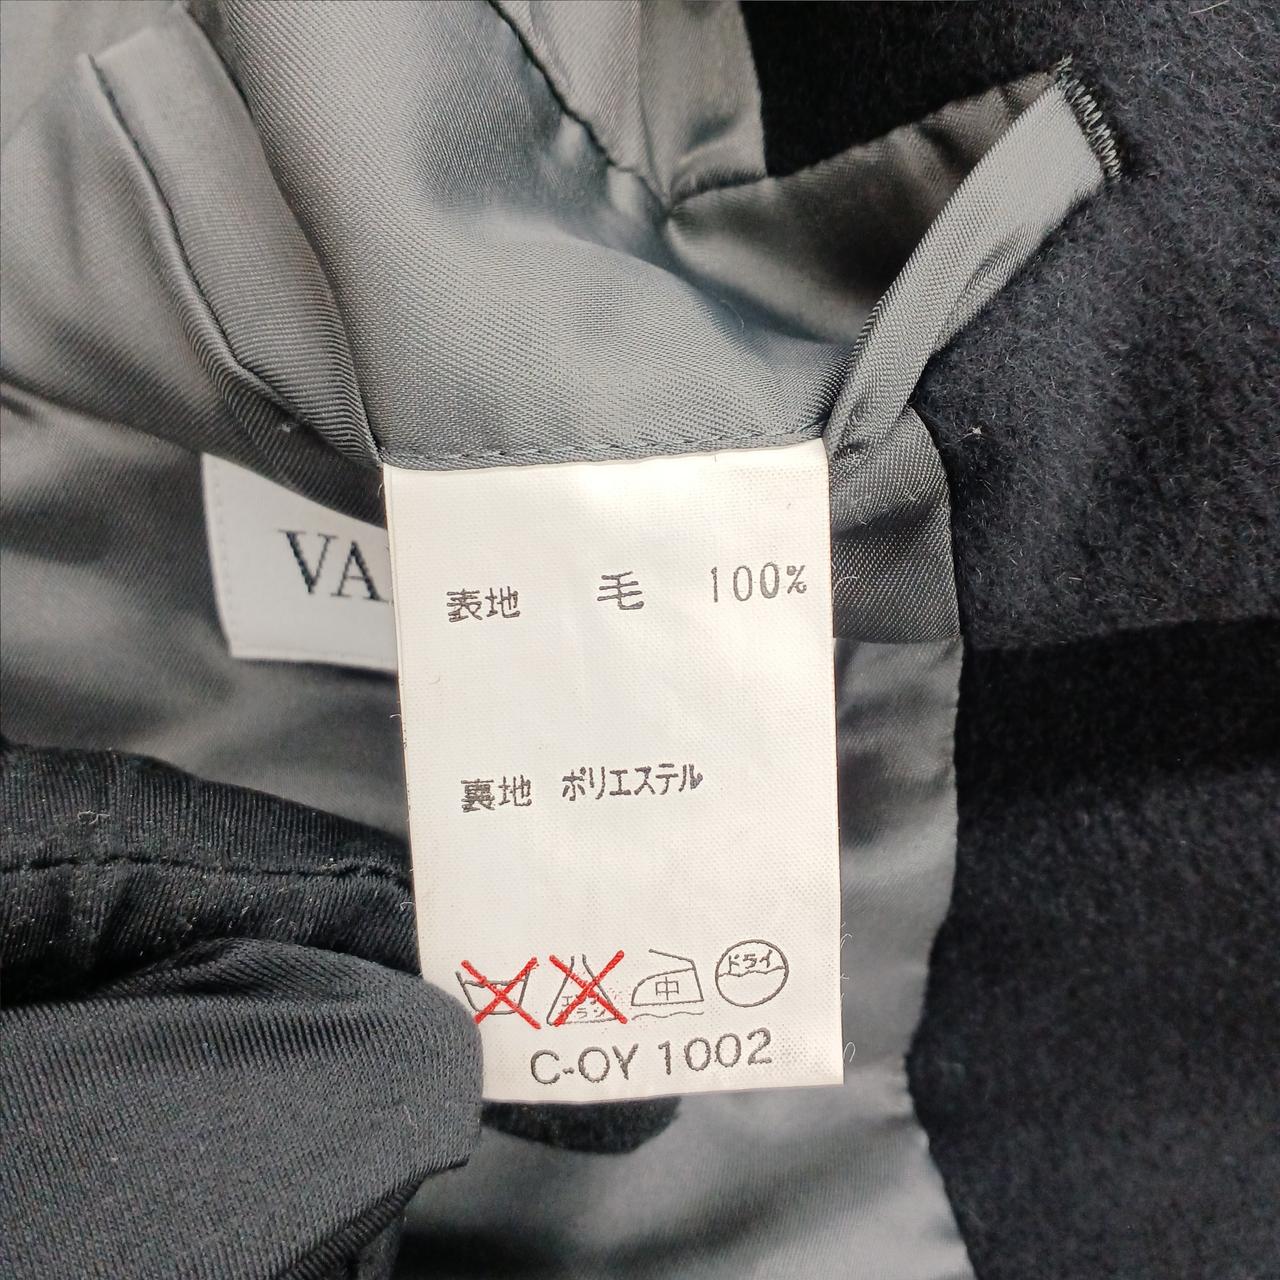 VA
表地 毛 100%
裏地 ポリエステル
中 ドライ
C-OY 1002